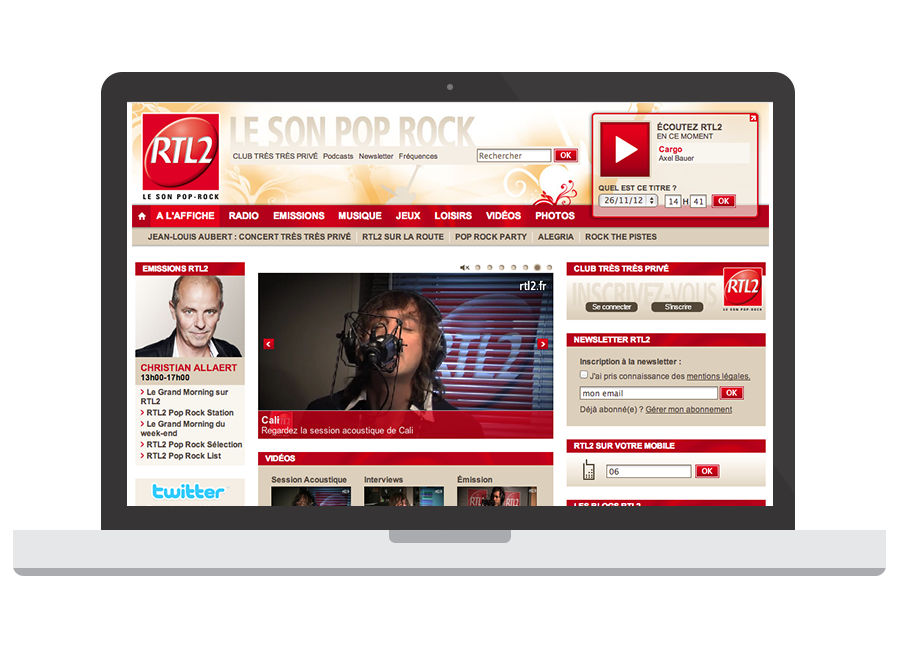 LE SON POP ROCK
RTL2
LE SON POP-ROCK
CLUB TRÈS TRÈS PRIVÉ Podcasts Newsletter Fréquences
Rechercher OK
ÉCOUTEZ RTL2
EN CE MOMENT
Cargo
Axel Bauer
QUEL EST CE TITRE ?
26/11/12 14 H 41 OK
A L'AFFICHE RADIO EMISSIONS MUSIQUE JEUX LOISIRS VIDÉOS PHOTOS
JEAN-LOUIS AUBERT : CONCERT TRÈS TRÈS PRIVÉ RTL2 SUR LA ROUTE POP ROCK PARTY ALEGRIA ROCK THE PISTES
EMISSIONS RTL2
CHRISTIAN ALLAERT
13h00-17h00
Le Grand Morning sur
RTL2
RTL2 Pop Rock Station
Le Grand Morning du
week-end
RTL2 Pop Rock Sélection
RTL2 Pop Rock List
twitter
rtl2.fr
RTL2
Cali
Regardez la session acoustique de Cali
VIDÉOS
Session Acoustique Interviews Émission
RTL2
CLUB TRÈS TRÈS PRIVÉ
INSCRIVEZ-VOUS
Se connecter S'inscrire
RTL2
LE SON POP-ROCK
NEWSLETTER RTL2
Inscription à la newsletter :
J'ai pris connaissance des mentions légales.
mon email OK
Déjà abonné(e) ? Gérer mon abonnement
RTL2 SUR VOTRE MOBILE
06 OK
LES BLOGS RTL2